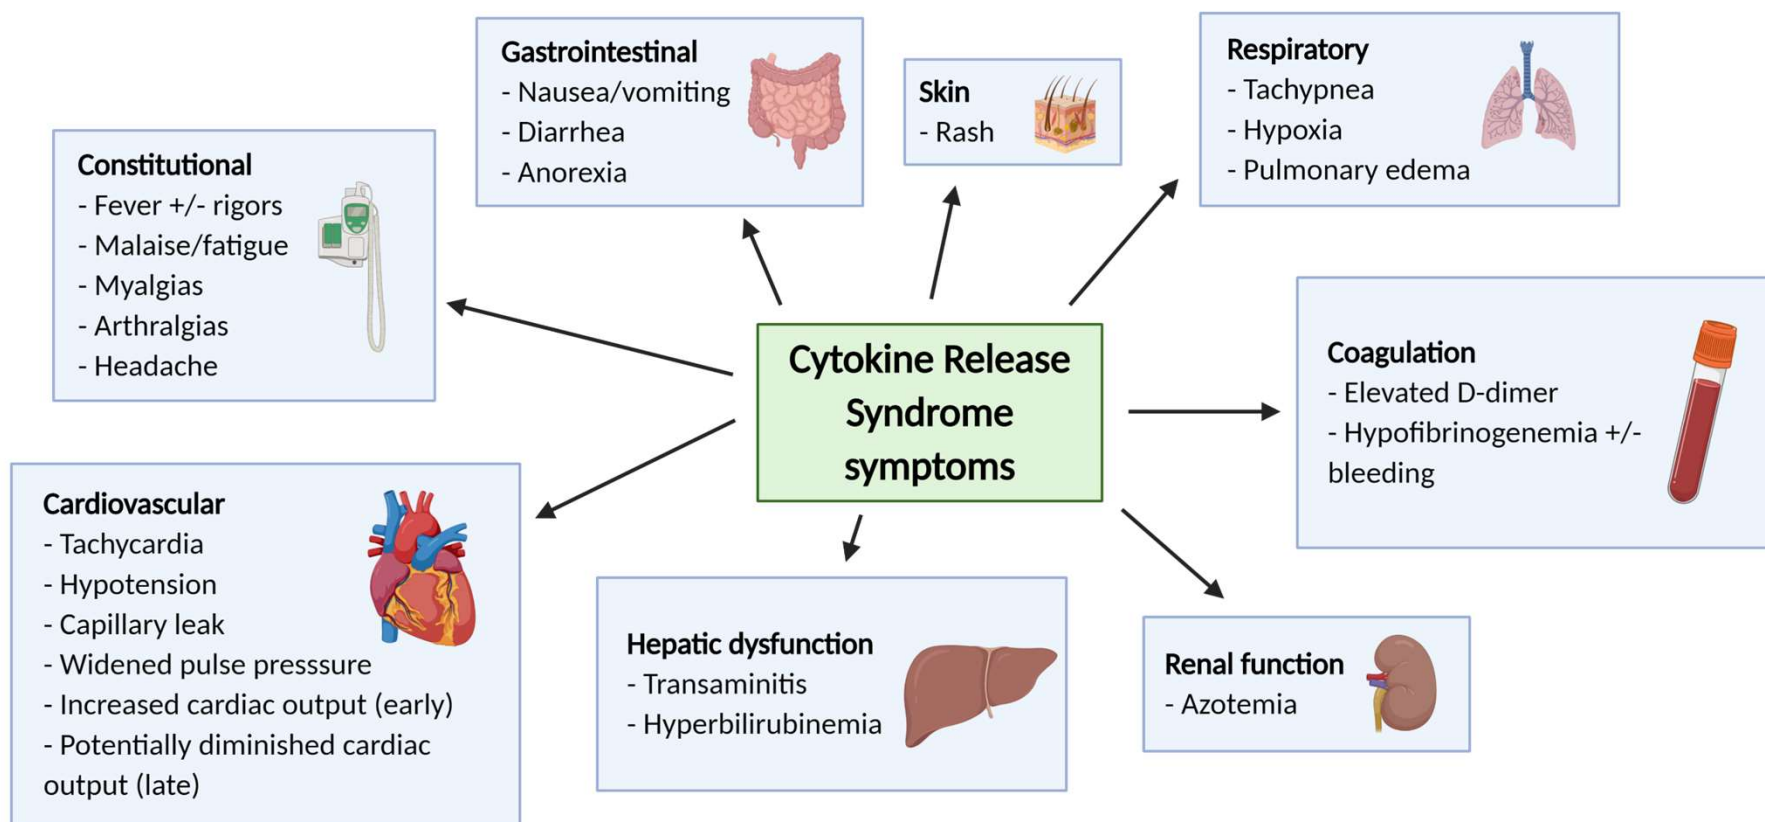 Gastrointestinal
- Nausea/vomiting
- Diarrhea
- Anorexia
Skin
- Rash
Respiratory
- Tachypnea
- Hypoxia
- Pulmonary edema
Constitutional
- Fever +/- rigors
- Malaise/fatigue
- Myalgias
- Arthralgias
- Headache
Cytokine Release
Syndrome
symptoms
Coagulation
- Elevated D-dimer
- Hypofibrinogenemia +/-
bleeding
Cardiovascular
- Tachycardia
- Hypotension
- Capillary leak
- Widened pulse presssure
- Increased cardiac output (early)
- Potentially diminished cardiac
output (late)
Hepatic dysfunction
- Transaminitis
- Hyperbilirubinemia
Renal function
- Azotemia